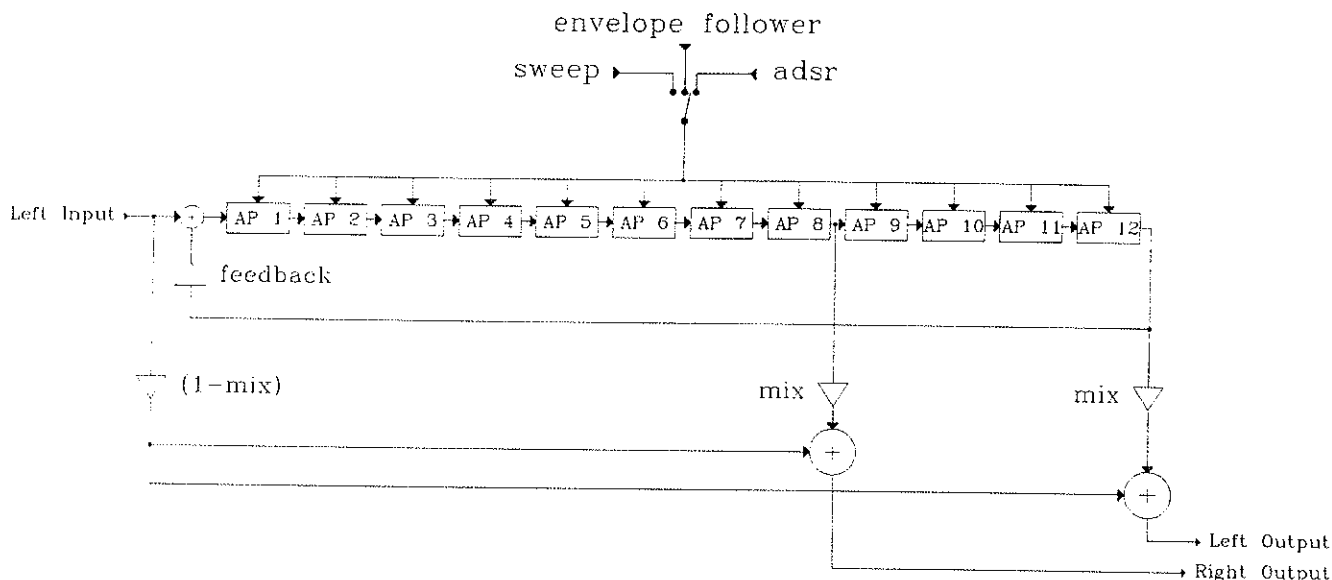 envelope follower
sweep
adsr
Left Input
+
AP 1
AP 2
AP 3
AP 4
AP 5
AP 6
AP 7
AP 8
AP 9
AP 10
AP 11
AP 12
feedback
(1-mix)
mix
mix
+
+
Left Output
Right Output